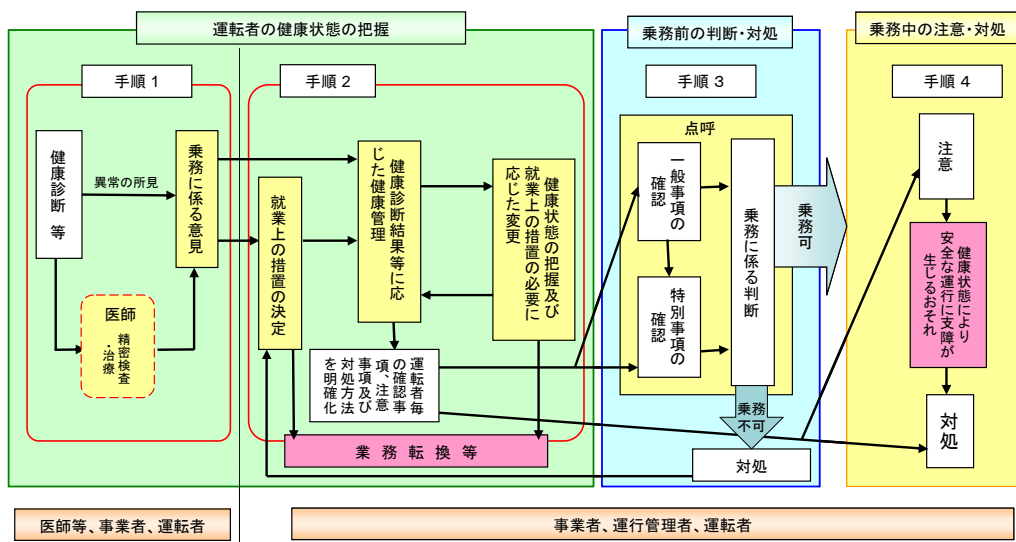 運転者の健康状態の把握
手順 1
健康診断 等
異常の所見
乗務に係る意見
医師
精密検査
・治療
手順 2
就業上の措置の決定
健康診断結果等に応
じた健康管理
健康状態の把握及び
就業上の措置の必要に
応じた変更
運転者毎
の確認事
項、注意
事項及び
対処方法
を明確化
業 務 転 換 等
乗務前の判断・対処
手順 3
点呼
一般事項の
確認
特別事項の
確認
乗務に係る判断
乗務可
乗務
不可
対処
乗務中の注意・対処
手順 4
注意
健康状態により
安全な運行に支障が
生じるおそれ
対処
医師等、事業者、運転者
事業者、運行管理者、運転者